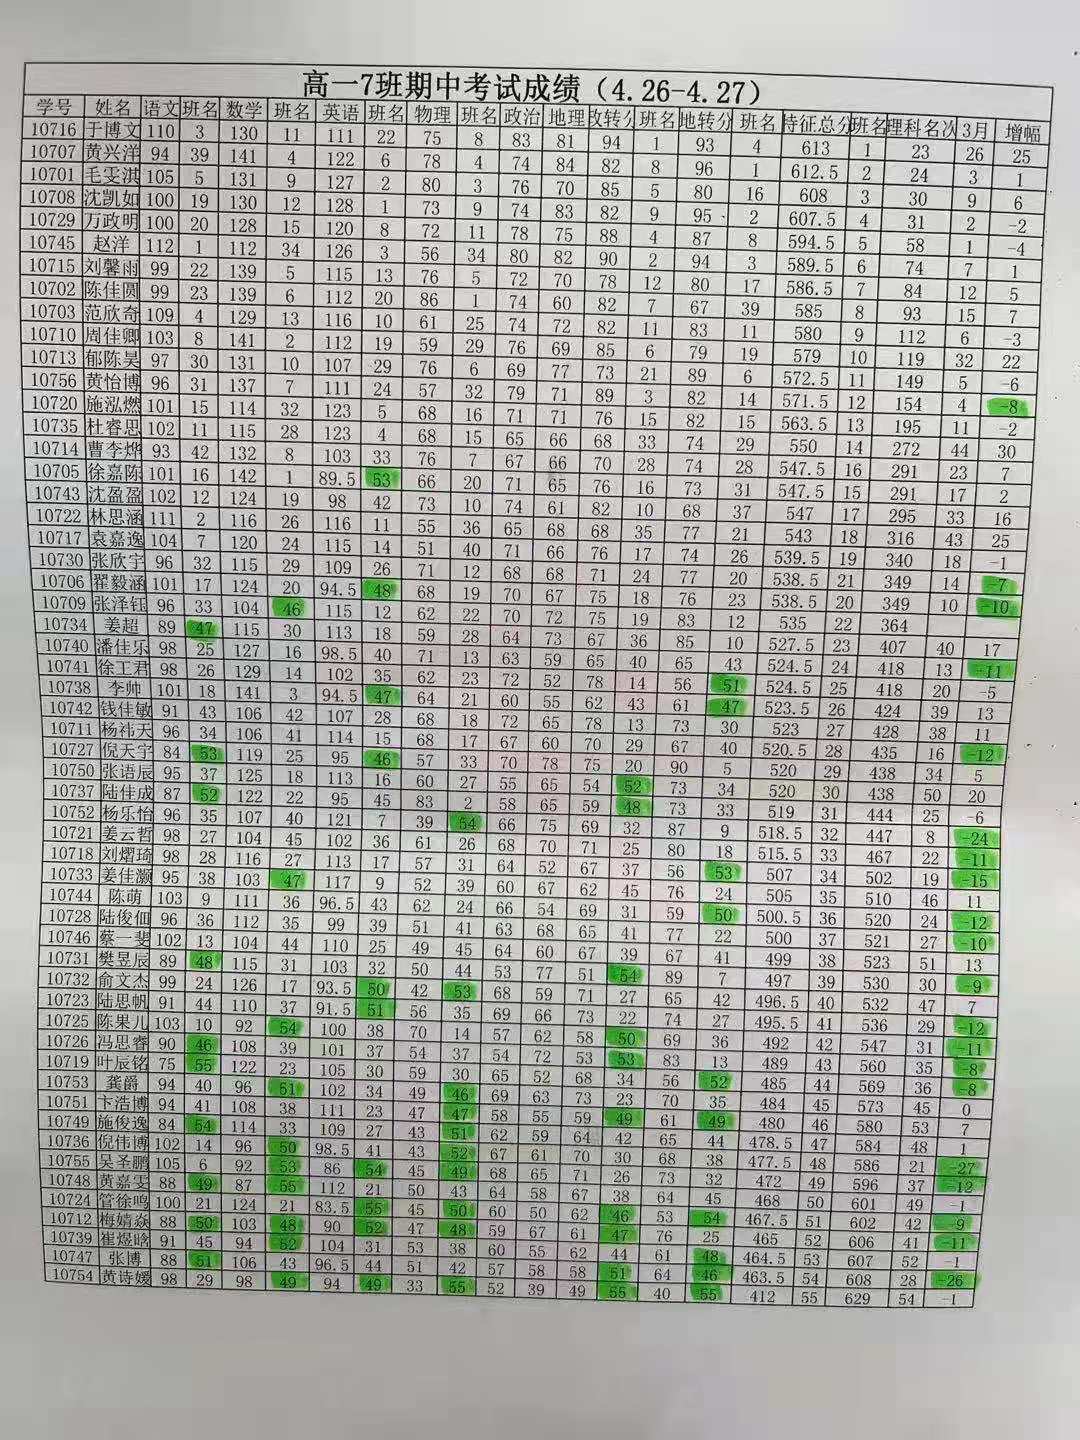 高一7班期中考试成绩（4.26-4.27）
学号 姓名 语文 班名 数学 班名 英语 班名 物理 班名 政治 地理 政转分 班名 地转分 班名 特征总分 班名 理科名次 3月 增幅
10716 于博文 110 3 130 11 111 22 75 8 83 81 94 1 93 4 613 1 23 26 25
10707 黄兴洋 94 39 141 4 122 6 78 4 74 84 82 8 96 1 612.5 2 24 3 1
10701 毛雯淇 105 5 131 9 127 2 80 3 76 70 85 5 80 16 608 3 30 9 6
10708 沈凯如 100 19 130 12 128 1 73 9 74 83 82 9 95 2 607.5 4 31 2 -2
10729 万政明 100 20 128 15 120 8 72 11 78 75 88 4 87 8 594.5 5 58 1 -4
10745 赵洋 112 1 112 34 126 3 56 34 80 82 90 2 94 3 589.5 6 74 7 1
10715 刘馨雨 99 22 139 5 115 13 76 5 72 70 78 12 80 17 586.5 7 84 12 5
10702 陈佳圆 99 23 139 6 112 20 86 1 74 60 82 7 67 39 585 8 93 15 7
10703 范欣奇 109 4 129 13 116 10 61 25 74 72 82 11 83 11 580 9 112 6 -3
10710 周佳卿 103 8 141 2 112 19 59 29 76 69 85 6 79 19 579 10 119 32 22
10713 郁陈昊 97 30 131 10 107 29 76 6 69 77 73 21 89 6 572.5 11 149 5 -6
10756 黄怡博 96 31 137 7 111 24 57 32 79 71 89 3 82 14 571.5 12 154 4 -8
10720 施泓燃 101 15 114 32 123 5 68 16 71 71 76 15 82 15 563.5 13 195 11 -2
10735 杜睿思 102 11 115 28 123 4 68 15 65 66 68 33 74 29 550 14 272 44 30
10714 曹李烨 93 42 132 8 103 33 76 7 67 66 70 28 74 28 547.5 16 291 23 7
10705 徐嘉陈 101 16 142 1 89.5 53 66 20 71 65 76 16 73 31 547.5 15 291 17 2
10743 沈盈盈 102 12 124 19 98 42 73 10 74 61 82 10 68 37 547 17 295 33 16
10722 林思涵 111 2 116 26 116 11 55 36 65 68 68 35 77 21 543 18 316 43 25
10717 袁嘉逸 104 7 120 24 115 14 51 40 71 66 76 17 74 26 539.5 19 340 18 -1
10730 张欣宇 96 32 115 29 109 26 71 12 68 68 71 24 77 20 538.5 21 349 14 -7
10706 翟毅涵 101 17 124 20 94.5 48 68 19 70 67 75 18 76 23 538.5 20 349 10 -10
10709 张泽钰 96 33 104 46 115 12 62 22 70 72 75 19 83 12 535 22 364
10734 姜超 89 47 115 30 113 18 59 28 64 73 67 36 85 10 527.5 23 407 40 17
10740 潘佳乐 98 25 127 16 98.5 40 71 13 63 59 65 40 65 43 524.5 24 418 13 -11
10741 徐王君 98 26 129 14 102 35 62 23 72 52 78 14 56 51 524.5 25 418 20 -5
10738 李帅 101 18 141 3 94.5 47 64 21 60 55 62 43 61 47 523.5 26 424 39 13
10742 钱佳敏 91 43 106 42 107 28 68 18 72 65 78 13 73 30 523 27 428 38 11
10711 杨祎天 96 34 106 41 114 15 68 17 67 60 70 29 67 40 520.5 28 435 16 -12
10727 倪天宇 84 53 119 25 95 46 57 33 70 78 75 20 90 5 520 29 438 34 5
10750 张语辰 95 37 125 18 113 16 60 27 55 65 54 52 73 34 520 30 438 50 20
10737 陆佳成 87 52 122 22 95 45 83 2 58 65 59 48 73 33 519 31 444 25 -6
10752 杨乐怡 96 35 107 40 121 7 39 54 66 75 69 32 87 9 518.5 32 447 8 -24
10721 姜云哲 98 27 104 45 102 36 61 26 68 70 71 25 80 18 515.5 33 467 22 -11
10718 刘熠琦 98 28 116 27 113 17 57 31 64 52 67 37 56 53 507 34 502 19 -15
10733 姜佳灏 95 38 103 47 117 9 52 39 60 67 62 45 76 24 505 35 510 46 11
10744 陈萌 103 9 111 36 96.5 43 62 24 66 54 69 31 59 50 500.5 36 520 24 -12
10728 陆俊佃 96 36 112 35 99 39 51 41 63 68 65 41 77 22 500 37 521 27 -10
10746 蔡一斐 102 13 104 44 110 25 49 45 64 60 67 39 67 41 499 38 523 51 13
10731 樊昱辰 89 48 115 31 103 32 50 44 53 77 51 54 89 7 497 39 530 30 -9
10732 俞文杰 99 24 126 17 93.5 50 42 53 68 59 71 27 65 42 496.5 40 532 47 7
10723 陆思帆 91 44 110 37 91.5 51 56 35 69 66 73 22 74 27 495.5 41 536 29 -12
10725 陈果儿 103 10 92 54 100 38 70 14 57 62 58 50 69 36 492 42 547 31 -11
10726 冯思睿 90 46 108 39 101 37 54 37 54 72 53 53 83 13 489 43 560 35 -8
10719 叶辰铭 75 55 122 23 105 30 59 30 65 52 68 34 56 52 485 44 569 36 -8
10753 龚爵 94 40 96 51 102 34 49 46 69 63 73 23 70 35 484 45 573 45 0
10751 卞浩博 94 41 108 38 111 23 47 47 58 55 59 49 61 49 480 46 580 53 7
10749 施俊逸 84 54 114 33 109 27 43 51 62 59 64 42 65 44 478.5 47 584 48 1
10736 倪伟博 102 14 96 50 98.5 41 43 52 67 61 70 30 68 38 477.5 48 586 21 -27
10755 吴圣鹏 105 6 92 53 86 54 45 49 68 65 71 26 73 32 472 49 596 37 -12
10748 黄嘉雯 88 49 87 55 112 21 50 43 64 58 67 38 64 45 468 50 601 49 -1
10724 管徐鸣 100 21 124 21 83.5 55 45 50 60 50 62 46 53 54 467.5 51 602 42 -9
10712 梅婧焱 88 50 103 48 90 52 47 48 59 67 61 47 76 25 465 52 606 41 -11
10739 崔煜晗 91 45 94 52 104 31 53 38 60 55 62 44 61 48 464.5 53 607 52 -1
10747 张博 88 51 106 43 96.5 44 51 42 57 58 58 51 64 46 463.5 54 608 28 -26
10754 黄诗媛 98 29 98 49 94 49 33 55 52 39 49 55 40 55 412 55 629 54 -1